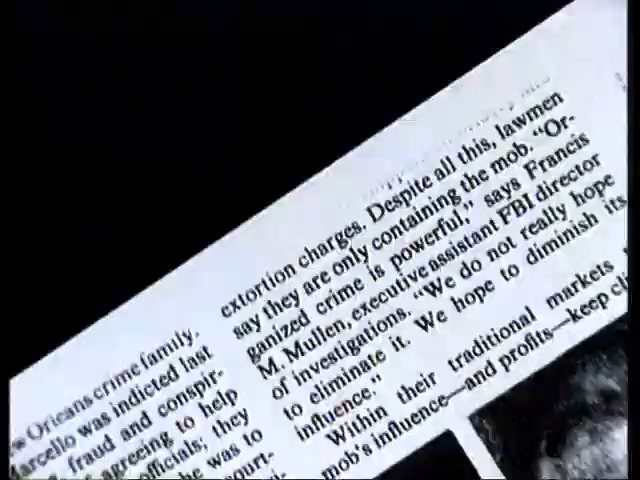 Orleans crime family.
Marcello was indicted last
fraud and conspir-
agreeing to help
officials; they
he was to
court-
extortion charges. Despite all this, lawmen
say they are only containing the mob. “Or-
ganized crime is powerful,” says Francis
M. Mullen, executive assistant FBI director
of investigations. “We do not really hope
to eliminate it. We hope to diminish its
influence.”
Within their traditional markets
mob’s influence—and profits—keep